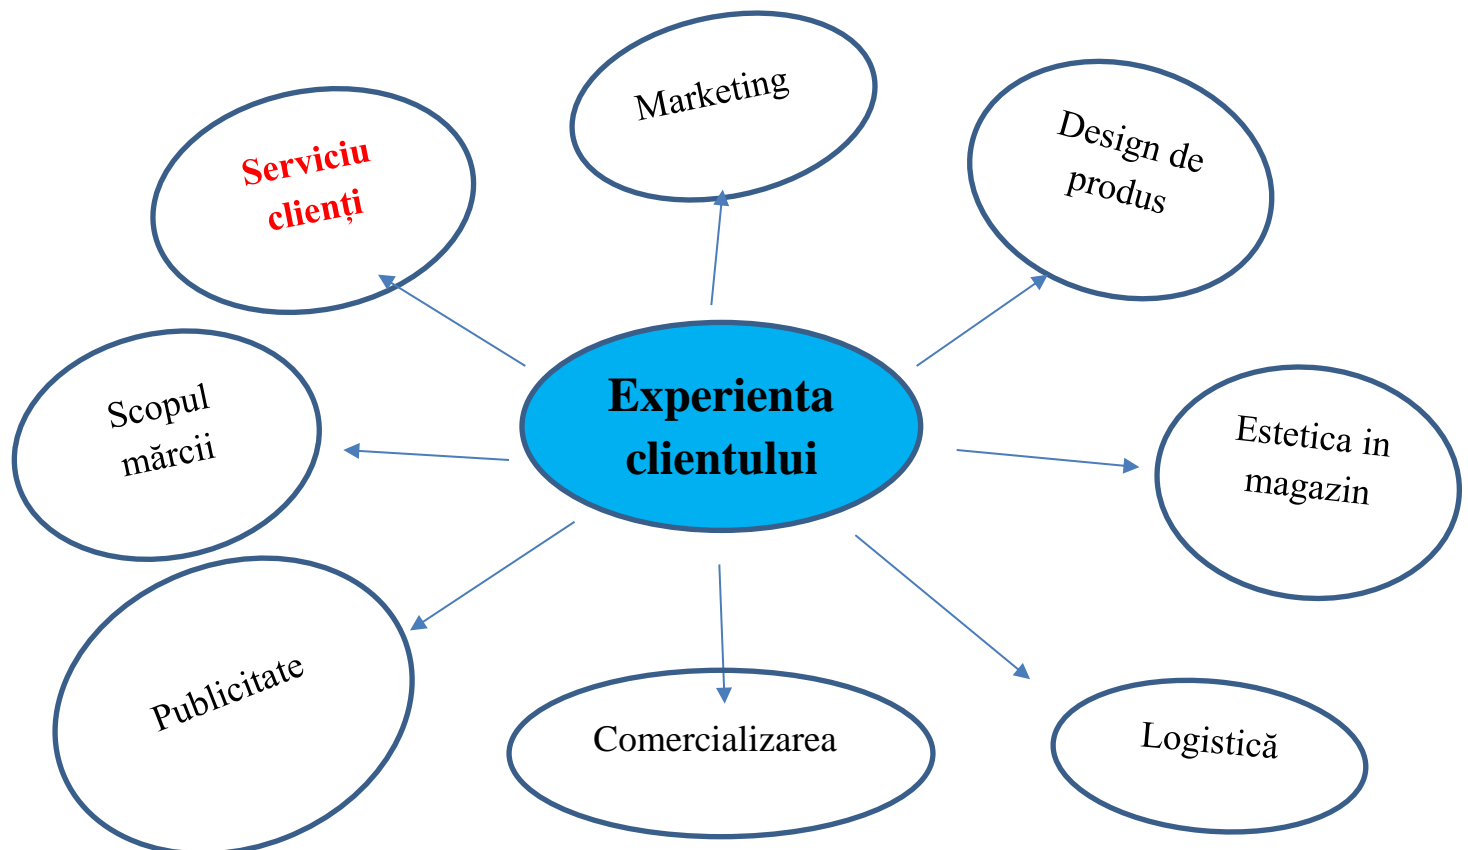 Marketing
Design de
produs
Serviciu
clienți
Experienta
clientului
Scopul
mărcii
Estetica in
magazin
Publicitate
Comercializarea
Logistică